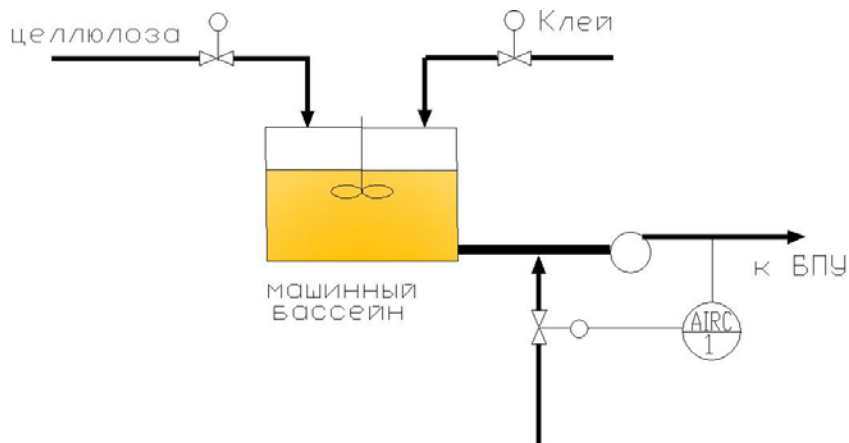 целлюлоза
Клей
к БПУ
машинный
бассейн
AIRC
1